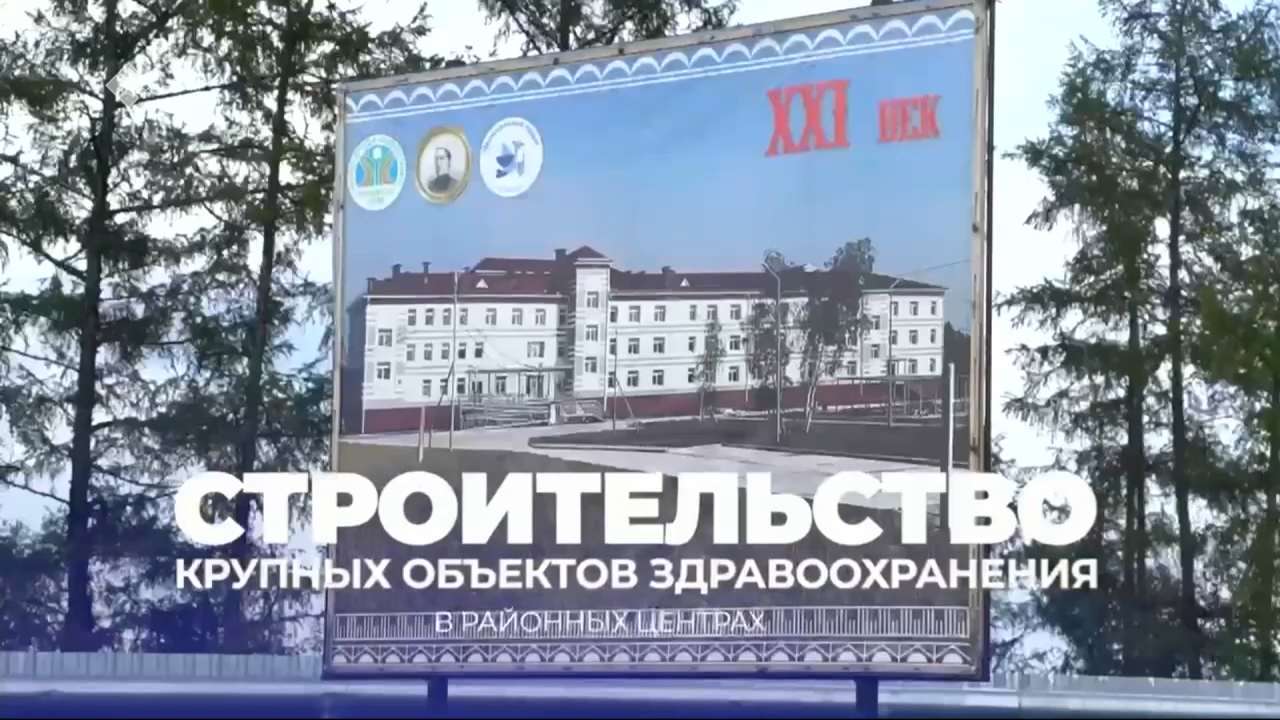 XXI ВЕК
СТРОИТЕЛЬСТВО
КРУПНЫХ ОБЪЕКТОВ ЗДРАВООХРАНЕНИЯ
В РАЙОННЫХ ЦЕНТРАХ